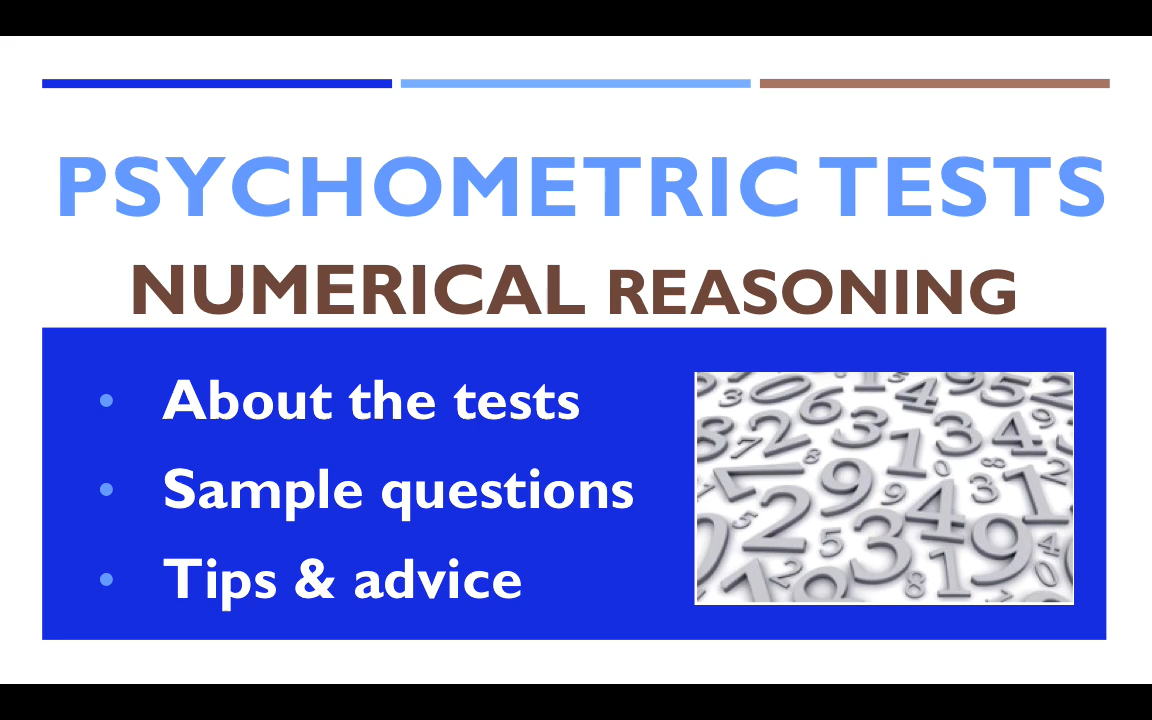 PSYCHOMETRIC TESTS
NUMERICAL REASONING
• About the tests
• Sample questions
• Tips & advice